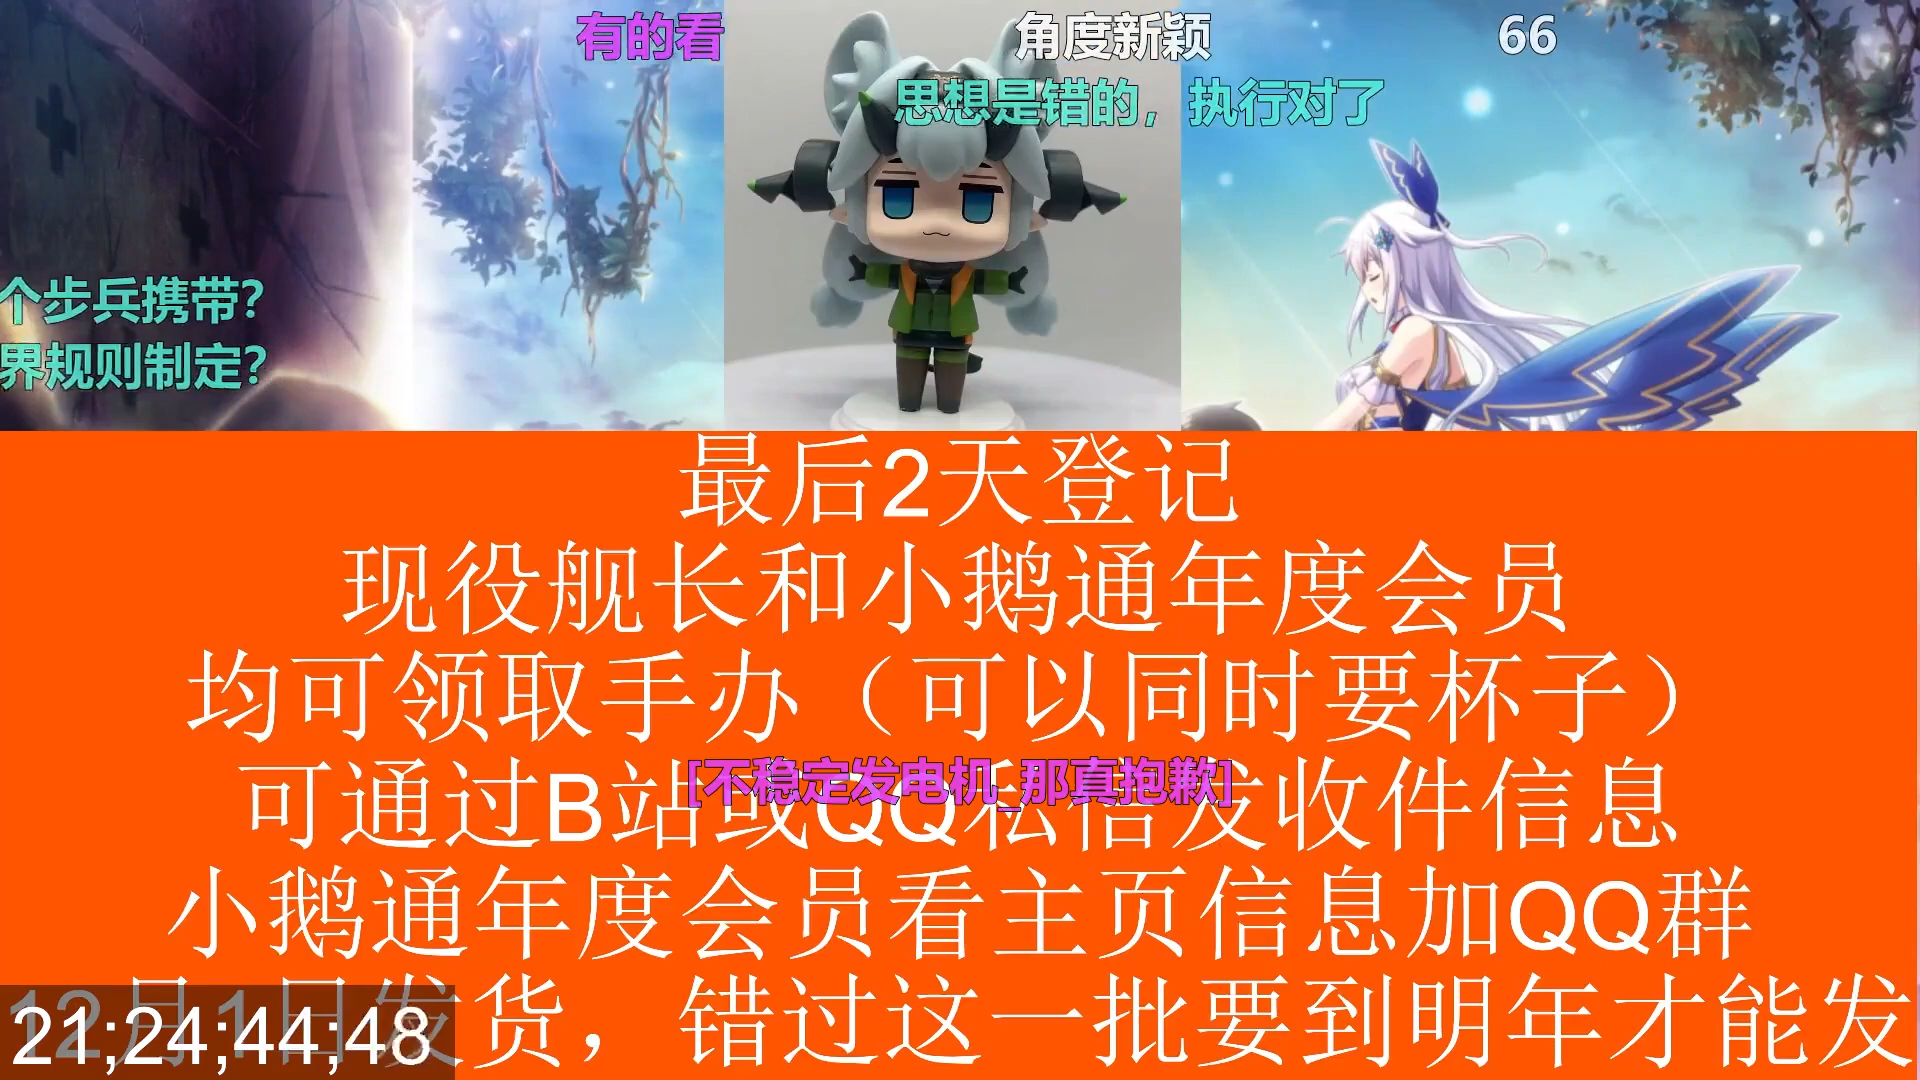 有的看
角度新颖
66
思想是错的，执行对了
个步兵携带？
界规则制定？
最后2天登记
现役舰长和小鹅通年度会员
均可领取手办（可以同时要杯子）
[不稳定发电机_那真抱歉]
可通过B站或QQ私信发收件信息
小鹅通年度会员看主页信息加QQ群
12月1日发货，错过这一批要到明年才能发
21;24;44;48